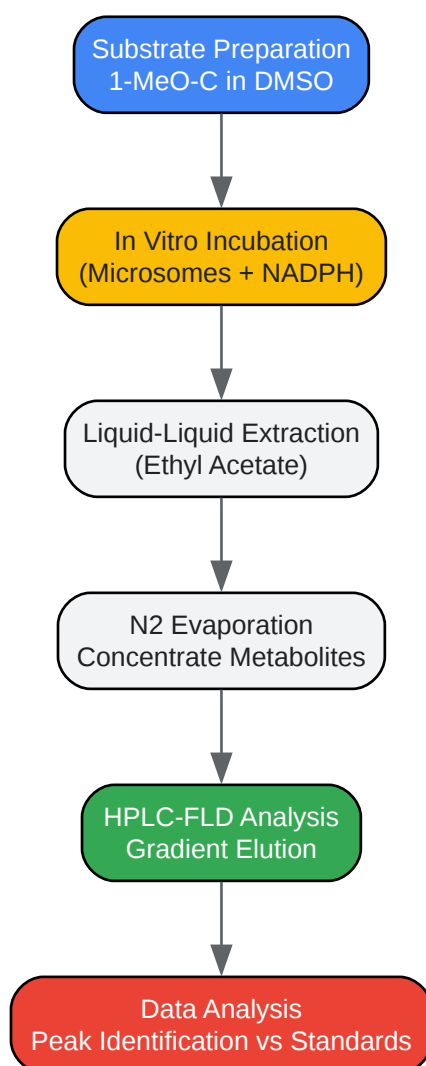 Substrate Preparation
1-MeO-C in DMSO
In Vitro Incubation
(Microsomes + NADPH)
Liquid-Liquid Extraction
(Ethyl Acetate)
N2 Evaporation
Concentrate Metabolites
HPLC-FLD Analysis
Gradient Elution
Data Analysis
Peak Identification vs Standards